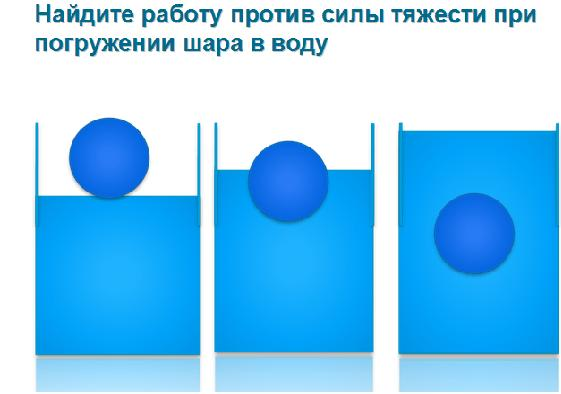 Найдите работу против силы тяжести при
погружении шара в воду